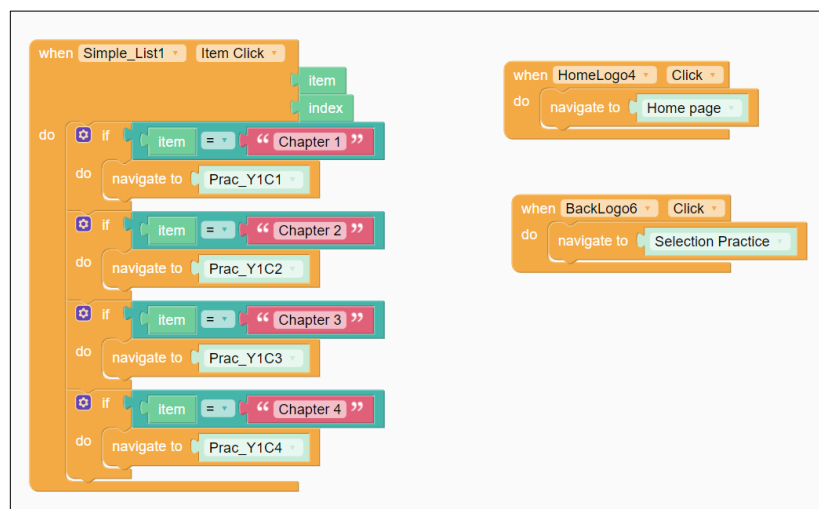 when Simple_List1 Item Click
item
index
do if item = “ Chapter 1 ”
do navigate to Prac_Y1C1
if item = “ Chapter 2 ”
do navigate to Prac_Y1C2
if item = “ Chapter 3 ”
do navigate to Prac_Y1C3
if item = “ Chapter 4 ”
do navigate to Prac_Y1C4
when HomeLogo4 Click
do navigate to Home page
when BackLogo6 Click
do navigate to Selection Practice